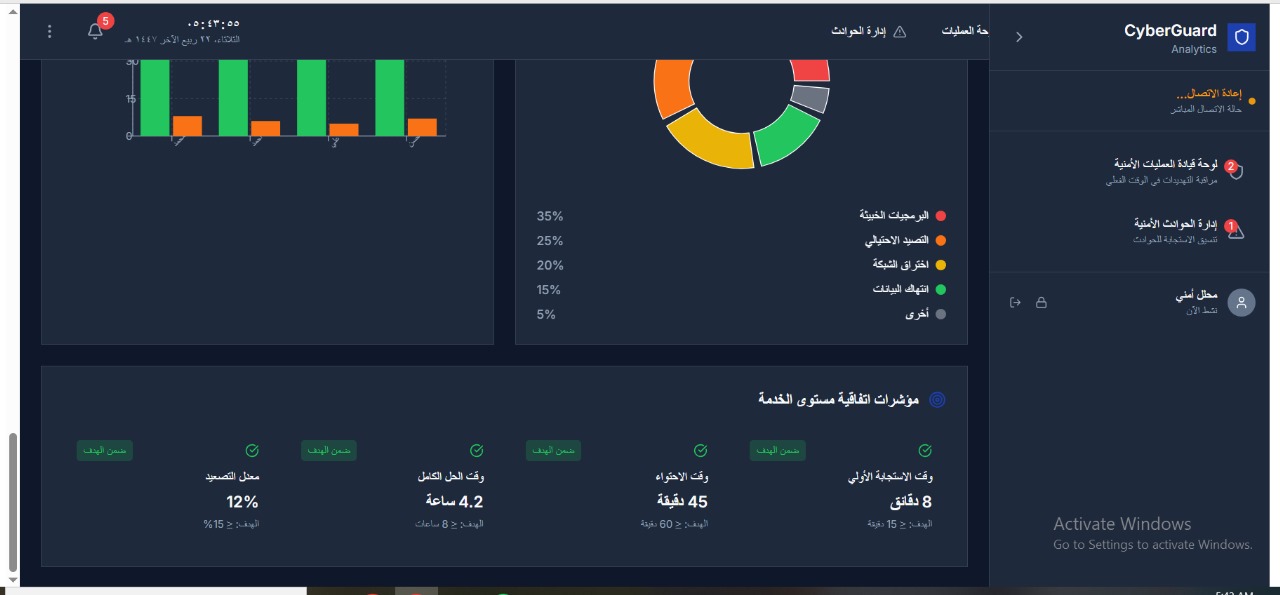 CyberGuard
Analytics
إعادة الاتصال...
حالة الاتصال المباشر
2
لوحة قيادة العمليات الأمنية
مراقبة التهديدات في الوقت الفعلي
1
إدارة الحوادث الأمنية
تنسيق الاستجابة للحوادث
محلل أمني
نشط الآن
حة العمليات
إدارة الحوادث
5
٠٥:٤٣:٥٥
الثلاثاء، ٢٢ ربيع الآخر ١٤٤٧ هـ
30
15
0
البرمجيات الخبيثة 35%
التصيد الاحتيالي 25%
اختراق الشبكة 20%
انتهاك البيانات 15%
أخرى 5%
مؤشرات اتفاقية مستوى الخدمة
ضمن الهدف
وقت الاستجابة الأولي
8 دقائق
الهدف: ≤ 15 دقيقة
ضمن الهدف
وقت الاحتواء
45 دقيقة
الهدف: ≤ 60 دقيقة
ضمن الهدف
وقت الحل الكامل
4.2 ساعة
الهدف: ≤ 8 ساعات
ضمن الهدف
معدل التصعيد
12%
الهدف: ≤ 15%
Activate Windows
Go to Settings to activate Windows.